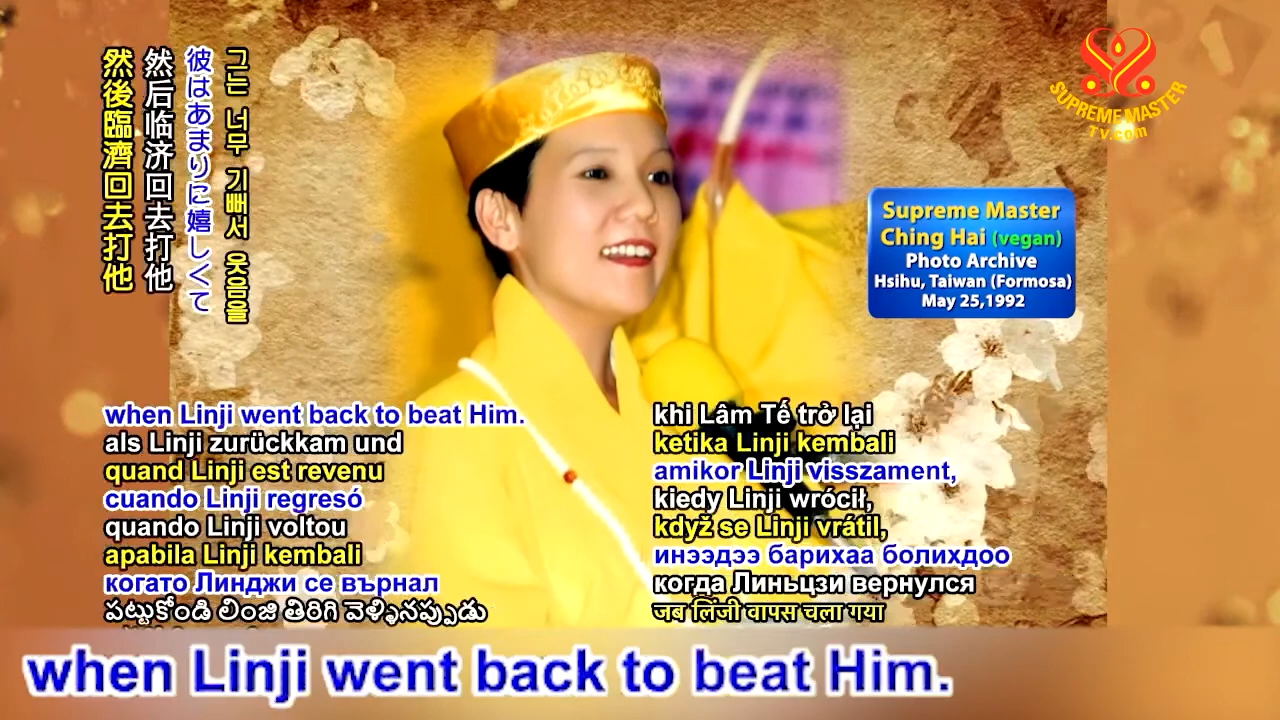 그는 너무 기뻐서 웃음을
彼はあまりに嬉しくて
然后临济回去打他
然後臨濟回去打他
SUPREME MASTER
TV.com
Supreme Master
Ching Hai (vegan)
Photo Archive
Hsihu, Taiwan (Formosa)
May 25,1992
when Linji went back to beat Him.
als Linji zurückkam und
quand Linji est revenu
cuando Linji regresó
quando Linji voltou
apabila Linji kembali
когато Линджи се върнал
పట్టుకోండి లింజి తిరిగి వెళ్ళినప్పుడు
khi Lâm Tế trở lại
ketika Linji kembali
amikor Linji visszament,
kiedy Linji wrócił,
když se Linji vrátil,
инээдээ барихаа болихдоо
когда Линьцзи вернулся
जब लिंजी वापस चला गया
when Linji went back to beat Him.